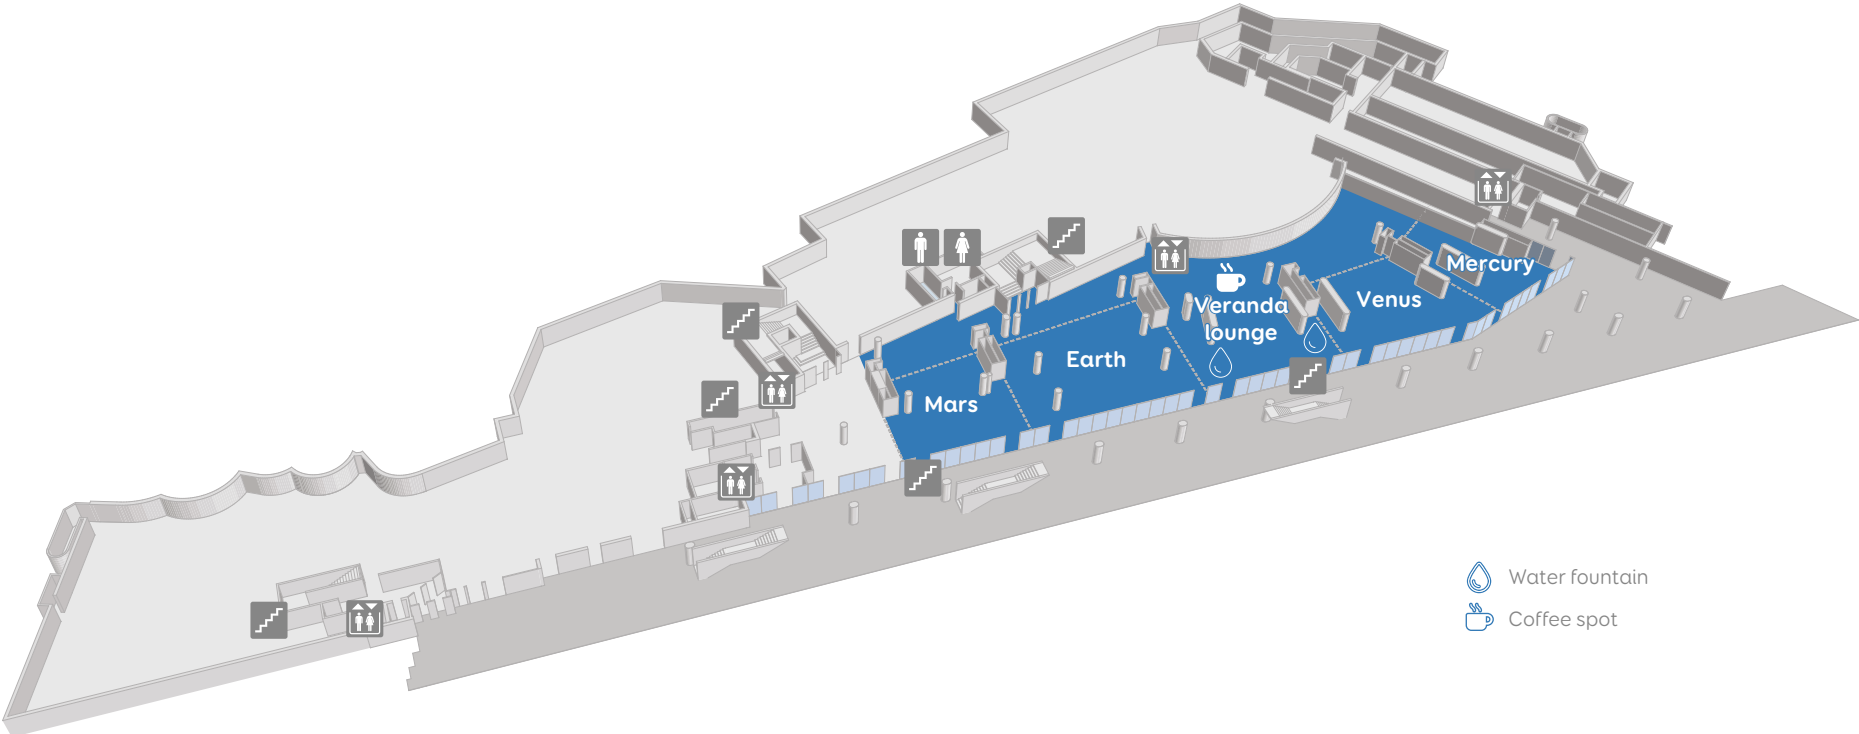 Mercury
Venus
Veranda
lounge
Earth
Mars
Water fountain
Coffee spot